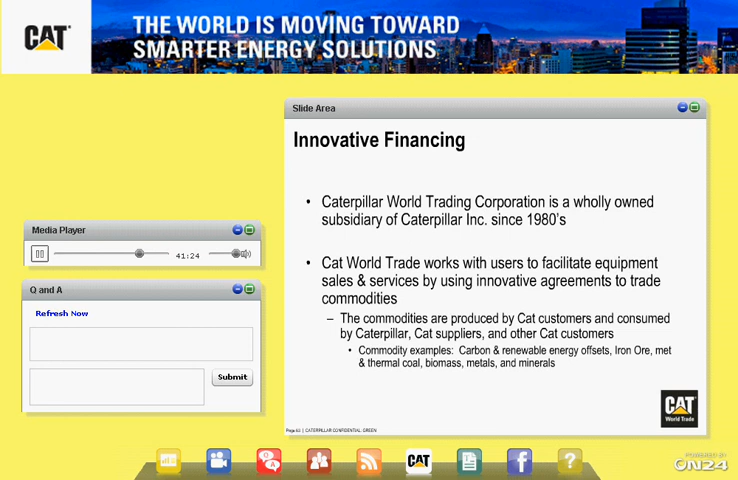 CAT
THE WORLD IS MOVING TOWARD
SMARTER ENERGY SOLUTIONS
Slide Area
Innovative Financing
• Caterpillar World Trading Corporation is a wholly owned
subsidiary of Caterpillar Inc. since 1980's
• Cat World Trade works with users to facilitate equipment
sales & services by using innovative agreements to trade
commodities
– The commodities are produced by Cat customers and consumed
by Caterpillar, Cat suppliers, and other Cat customers
• Commodity examples: Carbon & renewable energy offsets, Iron Ore, met
& thermal coal, biomass, metals, and minerals
CAT
World Trade
CATERPILLAR CONFIDENTIAL: GREEN
Media Player
41:24
Q and A
Refresh Now
Submit
Q
A
CAT
f
?
POWERED BY
ON24